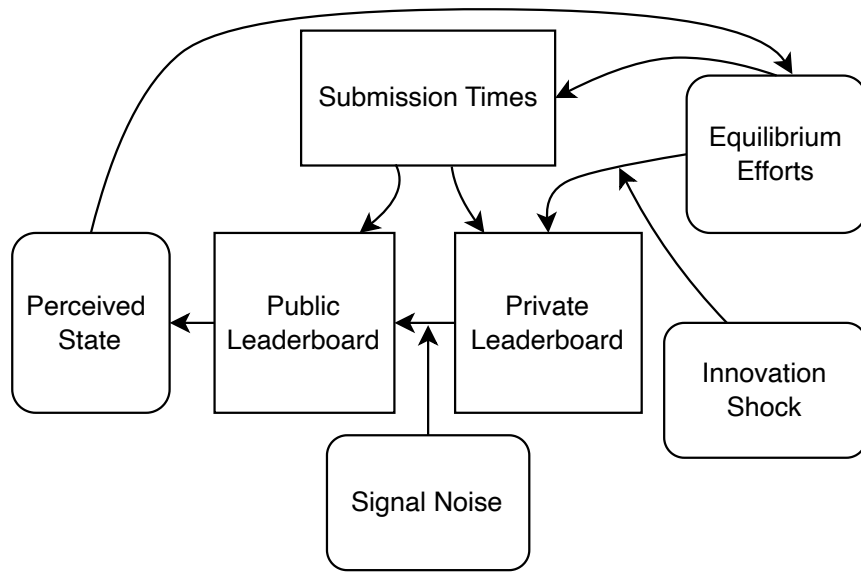 Submission Times
Equilibrium
Efforts
Perceived
State
Public
Leaderboard
Private
Leaderboard
Innovation
Shock
Signal Noise